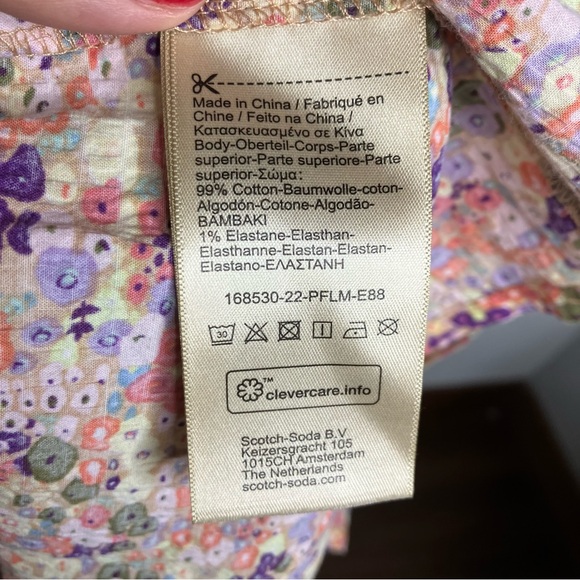 Made in China / Fabriqué en
Chine / Feito na China /
Κατασκευασμένο σε Κίνα
Body-Oberteil-Corps-Parte
superior-Parte superiore-Parte
superior-Σώμα:
99% Cotton-Baumwolle-coton-
Algodón-Cotone-Algodão-
ΒΑΜΒΑΚΙ
1% Elastane-Elasthan-
Elasthanne-Elastan-Elastan-
Elastano-ΕΛΑΣΤΑΝΗ
168530-22-PFLM-E88
30
™
clevercare.info
Scotch-Soda B.V
Keizersgracht 105
1015CH Amsterdam
The Netherlands
scotch-soda.com